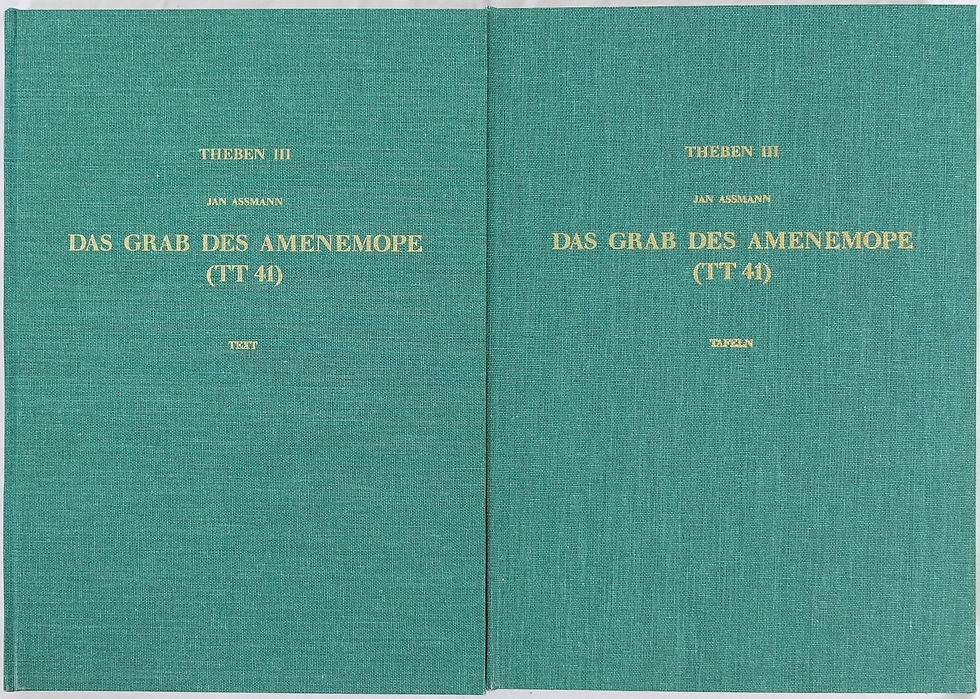 THEBEN III
JAN ASSMANN
DAS GRAB DES AMENEMOPE
(TT 41)
TEXT
THEBEN III
JAN ASSMANN
DAS GRAB DES AMENEMOPE
(TT 41)
TAFELN